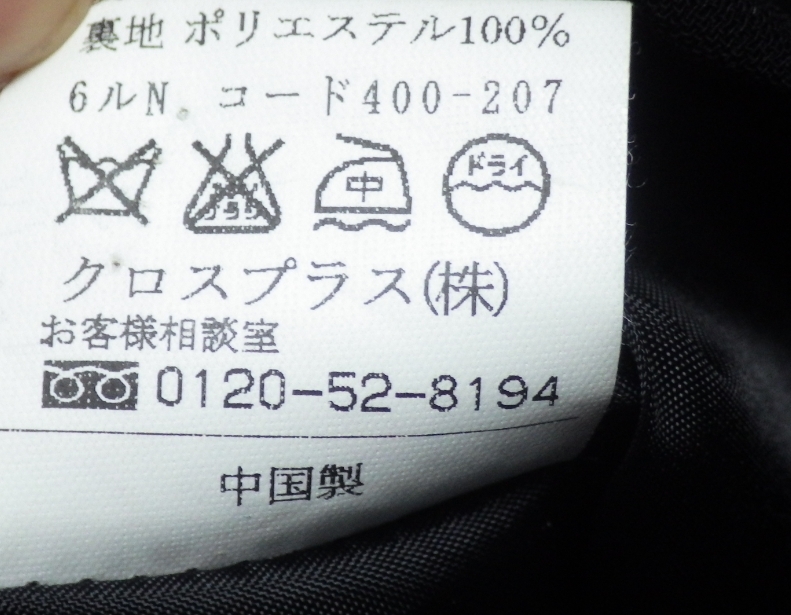 裏地 ポリエステル100%
6ルN コード400-207
中 ドライ
クロスプラス(株)
お客様相談室
0120-52-8194
中国製